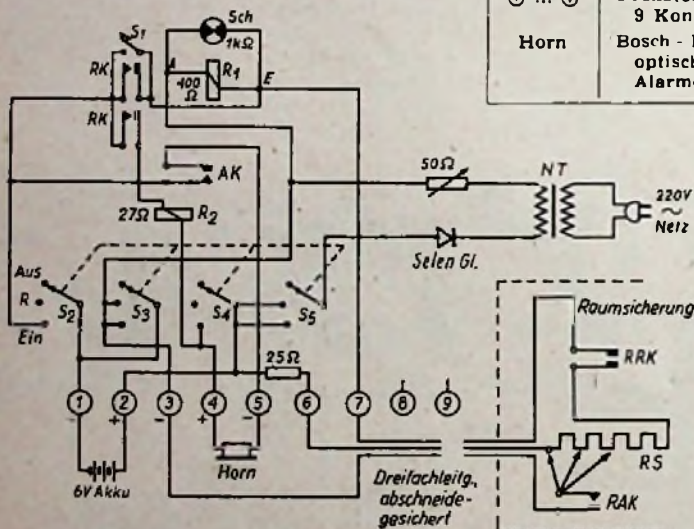 9 Kon
Horn
Bosch -
optisch
Alarm
S1
Sch
1kΩ
RK
A
R1
E
400
Ω
RK
II
AK
50Ω
NT
220V
Netz
27Ω
R2
Selen Gl.
Aus
R
Ein
S2
S3
S4
S5
Raumsicherung
25Ω
RRK
1 2 3 4 5 6 7 8 9
- + - + -
RS
Horn
6V Akku
Dreifachleitg.,
abschneide-
gesichert
RAK